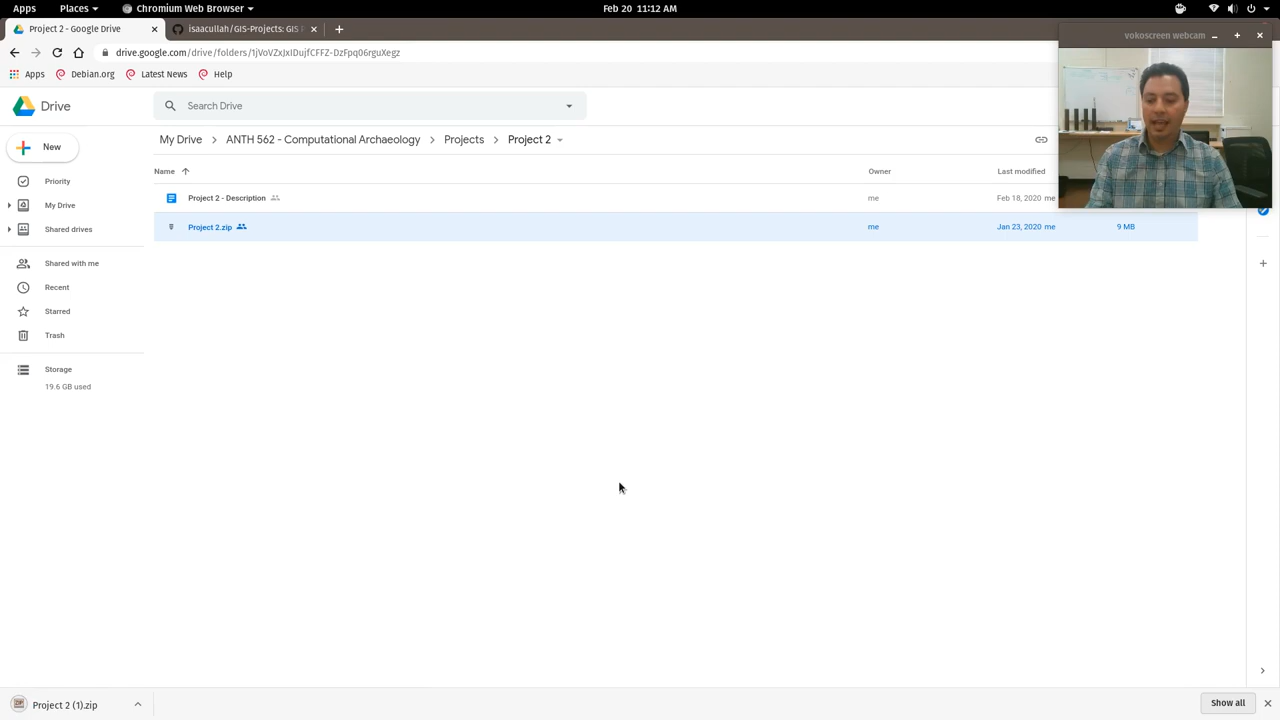 Apps Places Chromium Web Browser Feb 20 11:12 AM
Project 2 - Google Drive isaacullah/GIS-Projects: GIS P
vokoscreen webcam
drive.google.com/drive/folders/1jVoVZxJxIDujfCFFZ-DzFpq06rguXegz
Apps Debian.org Latest News Help
Drive
Search Drive
New
My Drive ANTH 562 - Computational Archaeology Projects Project 2
Name Owner Last modified
Priority
Project 2 - Description me Feb 18, 2020 me
My Drive
Project 2.zip me Jan 23, 2020 me 9 MB
Shared drives
Shared with me
Recent
Starred
Trash
Storage
19.6 GB used
Project 2 (1).zip
Show all